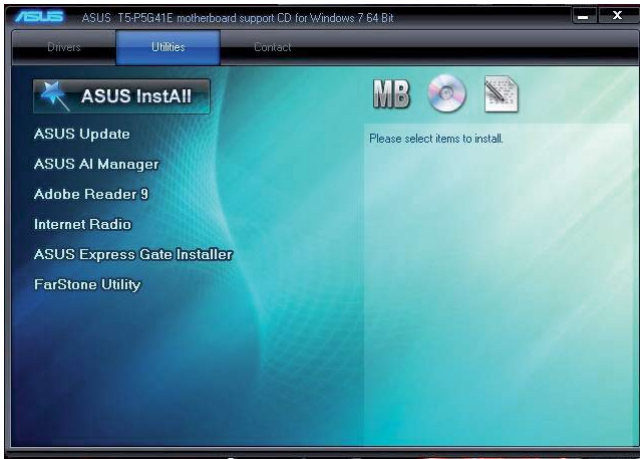 ASUS T5-P5G41E motherboard support CD for Windows 7 64 Bit
Drivers Utilities Contact
ASUS InstAll
MB
Please select items to install.
ASUS Update
ASUS AI Manager
Adobe Reader 9
Internet Radio
ASUS Express Gate Installer
FarStone Utility